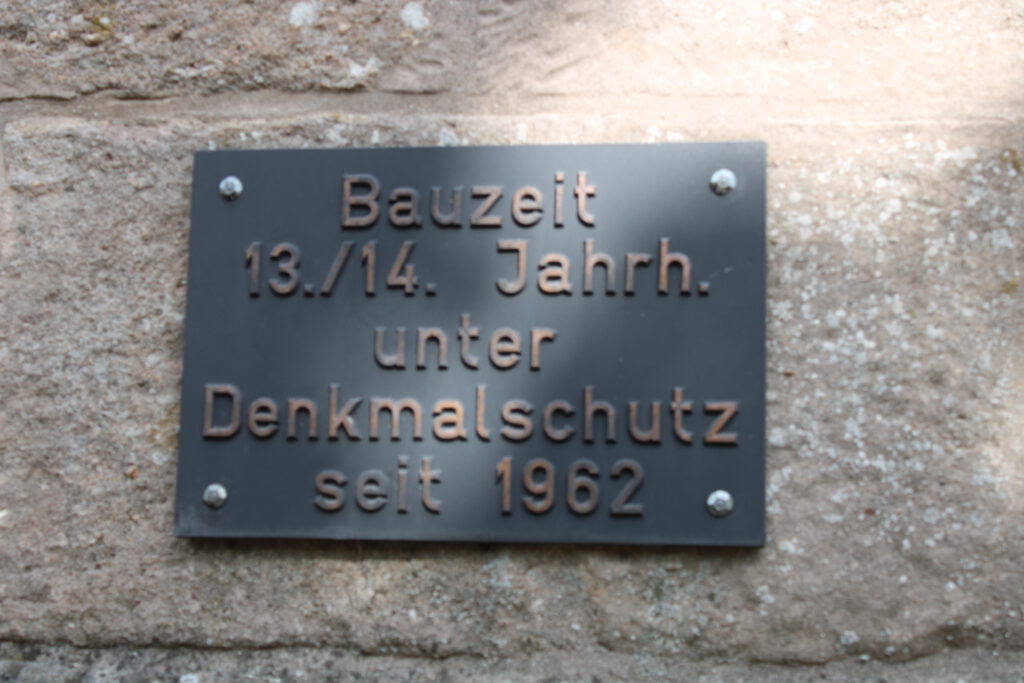 Bauzeit
13./14. Jahrh.
unter
Denkmalschutz
seit 1962